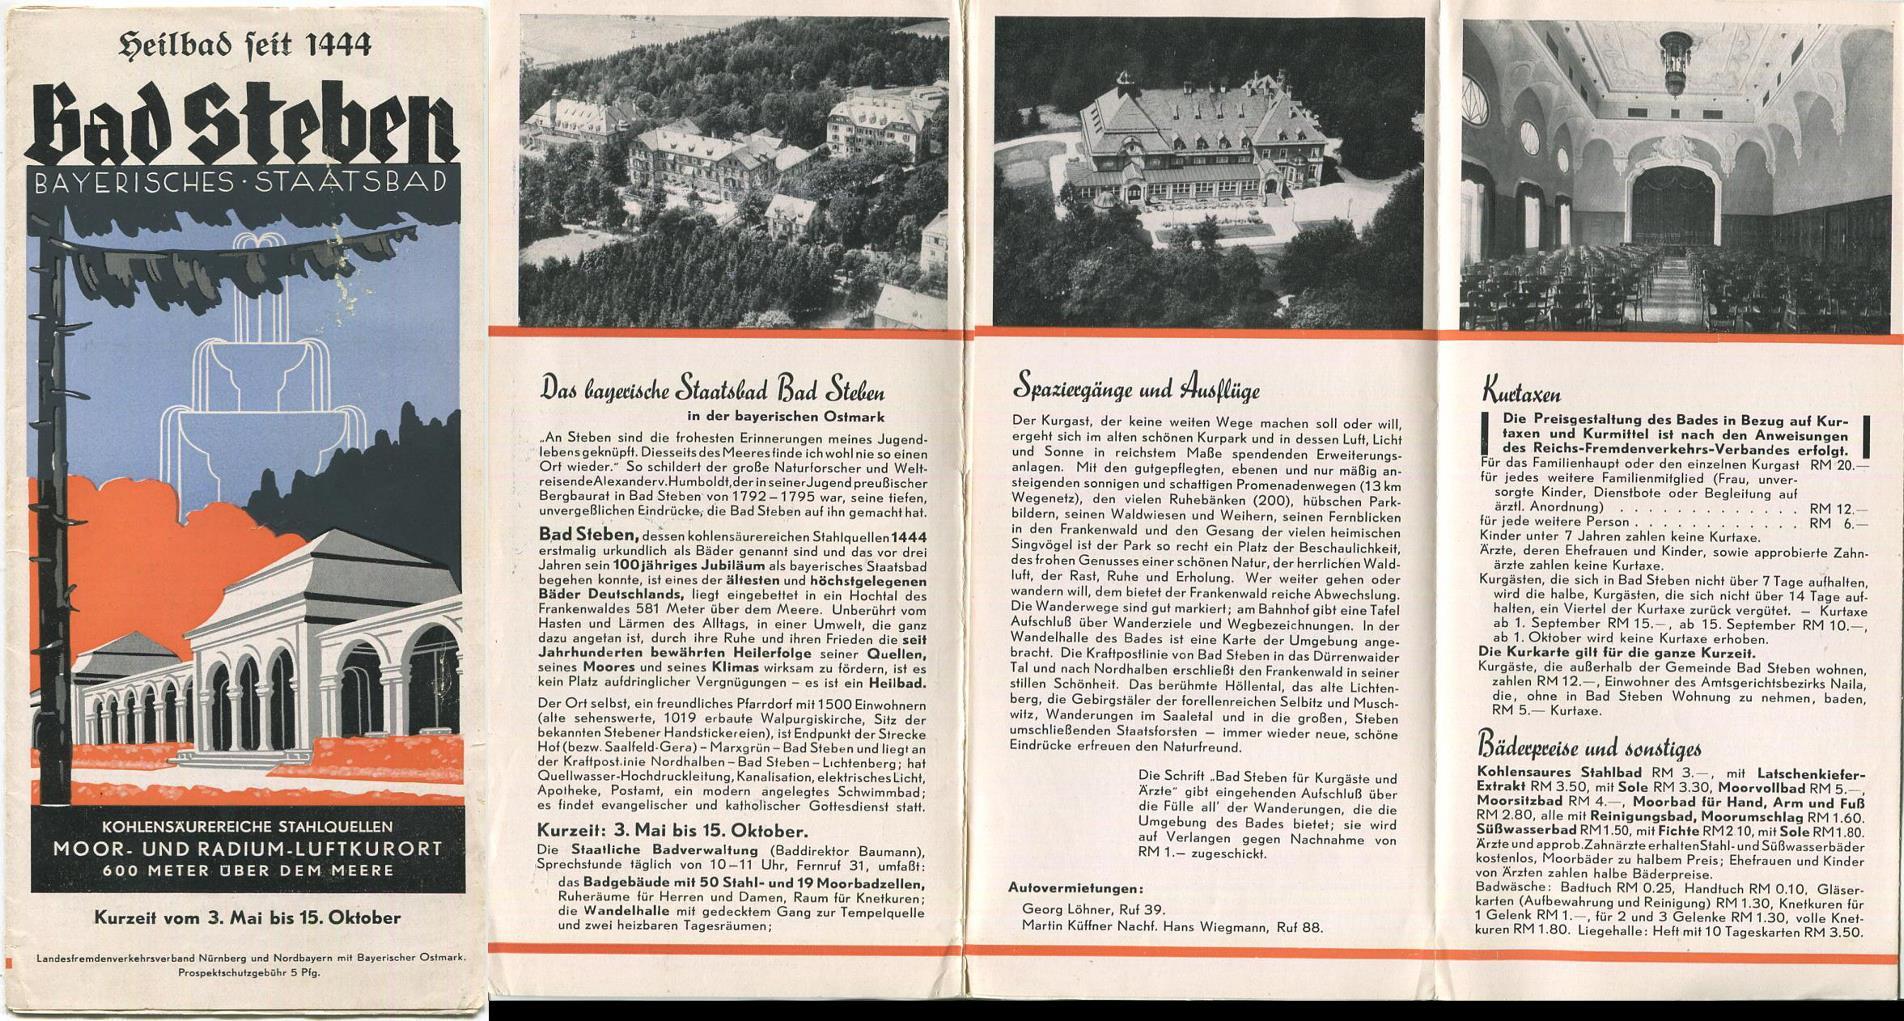 Heilbad seit 1444
Bad Steben
BAYERISCHES · STAATSBAD
KOHLENSÄUREREICHE STAHLQUELLEN
MOOR- UND RADIUM-LUFTKURORT
600 METER ÜBER DEM MEERE
Kurzeit vom 3. Mai bis 15. Oktober
Landesfremdenverkehrsverband Nürnberg und Nordbayern mit Bayerischer Ostmark.
Prospektschutzgebühr 5 Pfg.
Das bayerische Staatsbad Bad Steben
in der bayerischen Ostmark
„An Steben sind die frohesten Erinnerungen meines Jugend-
lebens geknüpft. Diesseits des Meeres finde ich wohl nie so einen
Ort wieder.“ So schildert der große Naturforscher und Welt-
reisende Alexander v. Humboldt, der in seiner Jugend preußischer
Bergbaurat in Bad Steben von 1792–1795 war, seine tiefen,
unvergeßlichen Eindrücke, die Bad Steben auf ihn gemacht hat.
Bad Steben, dessen kohlensäurereichen Stahlquellen 1444
erstmalig urkundlich als Bäder genannt sind und das vor drei
Jahren sein 100jähriges Jubiläum als bayerisches Staatsbad
begehen konnte, ist eines der ältesten und höchstgelegenen
Bäder Deutschlands, liegt eingebettet in ein Hochtal des
Frankenwaldes 581 Meter über dem Meere. Unberührt vom
Hasten und Lärmen des Alltags, in einer Umwelt, die ganz
dazu angetan ist, durch ihre Ruhe und ihren Frieden die seit
Jahrhunderten bewährten Heilerfolge seiner Quellen,
seines Moores und seines Klimas wirksam zu fördern, ist es
kein Platz aufdringlicher Vergnügungen – es ist ein Heilbad.
Der Ort selbst, ein freundliches Pfarrdorf mit 1500 Einwohnern
(alte sehenswerte, 1019 erbaute Walpurgiskirche, Sitz der
bekannten Stebener Handstickereien), ist Endpunkt der Strecke
Hof (bezw. Saalfeld-Gera) – Marxgrün – Bad Steben und liegt an
der Kraftpost.inie Nordhalben – Bad Steben – Lichtenberg; hat
Quellwasser-Hochdruckleitung, Kanalisation, elektrisches Licht,
Apotheke, Postamt, ein modern angelegtes Schwimmbad;
es findet evangelischer und katholischer Gottesdienst statt.
Kurzeit: 3. Mai bis 15. Oktober.
Die Staatliche Badverwaltung (Baddirektor Baumann),
Sprechstunde täglich von 10–11 Uhr, Fernruf 31, umfaßt:
das Badgebäude mit 50 Stahl- und 19 Moorbadzellen,
Ruheräume für Herren und Damen, Raum für Knetkuren;
die Wandelhalle mit gedecktem Gang zur Tempelquelle
und zwei heizbaren Tagesräumen;
Spaziergänge und Ausflüge
Der Kurgast, der keine weiten Wege machen soll oder will,
ergeht sich im alten schönen Kurpark und in dessen Luft, Licht
und Sonne in reichstem Maße spendenden Erweiterungs-
anlagen. Mit den gutgepflegten, ebenen und nur mäßig an-
steigenden sonnigen und schattigen Promenadenwegen (13 km
Wegenetz), den vielen Ruhebänken (200), hübschen Park-
bildern, seinen Waldwiesen und Weihern, seinen Fernblicken
in den Frankenwald und den Gesang der vielen heimischen
Singvögel ist der Park so recht ein Platz der Beschaulichkeit,
des frohen Genusses einer schönen Natur, der herrlichen Wald-
luft, der Rast, Ruhe und Erholung. Wer weiter gehen oder
wandern will, dem bietet der Frankenwald reiche Abwechslung.
Die Wanderwege sind gut markiert; am Bahnhof gibt eine Tafel
Aufschluß über Wanderziele und Wegbezeichnungen. In der
Wandelhalle des Bades ist eine Karte der Umgebung ange-
bracht. Die Kraftpostlinie von Bad Steben in das Dürrenwaider
Tal und nach Nordhalben erschließt den Frankenwald in seiner
stillen Schönheit. Das berühmte Höllental, das alte Lichten-
berg, die Gebirgstäler der forellenreichen Selbitz und Musch-
witz, Wanderungen im Saaletal und in die großen, Steben
umschließenden Staatsforsten – immer wieder neue, schöne
Eindrücke erfreuen den Naturfreund.
Die Schrift „Bad Steben für Kurgäste und
Ärzte“ gibt eingehenden Aufschluß über
die Fülle all' der Wanderungen, die die
Umgebung des Bades bietet; sie wird
auf Verlangen gegen Nachnahme von
RM 1.– zugeschickt.
Autovermietungen:
Georg Löhner, Ruf 39.
Martin Küffner Nachf. Hans Wiegmann, Ruf 88.
Kurtaxen
Die Preisgestaltung des Bades in Bezug auf Kur-
taxen und Kurmittel ist nach den Anweisungen
des Reichs-Fremdenverkehrs-Verbandes erfolgt.
Für das Familienhaupt oder den einzelnen Kurgast RM 20.—
für jedes weitere Familienmitglied (Frau, unver-
sorgte Kinder, Dienstbote oder Begleitung auf
ärztl. Anordnung) . . . . . . . . . . . . . RM 12.—
für jede weitere Person . . . . . . . . . . . . RM 6.—
Kinder unter 7 Jahren zahlen keine Kurtaxe.
Ärzte, deren Ehefrauen und Kinder, sowie approbierte Zahn-
ärzte zahlen keine Kurtaxe.
Kurgästen, die sich in Bad Steben nicht über 7 Tage aufhalten,
wird die halbe, Kurgästen, die sich nicht über 14 Tage auf-
halten, ein Viertel der Kurtaxe zurück vergütet. – Kurtaxe
ab 1. September RM 15.—, ab 15. September RM 10.—,
ab 1. Oktober wird keine Kurtaxe erhoben.
Die Kurkarte gilt für die ganze Kurzeit.
Kurgäste, die außerhalb der Gemeinde Bad Steben wohnen,
zahlen RM 12.—, Einwohner des Amtsgerichtsbezirks Naila,
die, ohne in Bad Steben Wohnung zu nehmen, baden,
RM 5.— Kurtaxe.
Bäderpreise und sonstiges
Kohlensaures Stahlbad RM 3.—, mit Latschenkiefer-
Extrakt RM 3.50, mit Sole RM 3.30, Moorvollbad RM 5.—,
Moorsitzbad RM 4.—, Moorbad für Hand, Arm und Fuß
RM 2.80, alle mit Reinigungsbad, Moorumschlag RM 1.60.
Süßwasserbad RM 1.50, mit Fichte RM 2 10, mit Sole RM 1.80.
Ärzte und approb. Zahnärzte erhalten Stahl- und Süßwasserbäder
kostenlos, Moorbäder zu halbem Preis; Ehefrauen und Kinder
von Ärzten zahlen halbe Bäderpreise.
Badwäsche: Badtuch RM 0.25, Handtuch RM 0.10, Gläser-
karten (Aufbewahrung und Reinigung) RM 1.30, Knetkuren für
1 Gelenk RM 1.—, für 2 und 3 Gelenke RM 1.30, volle Knet-
kuren RM 1.80. Liegehalle: Heft mit 10 Tageskarten RM 3.50.